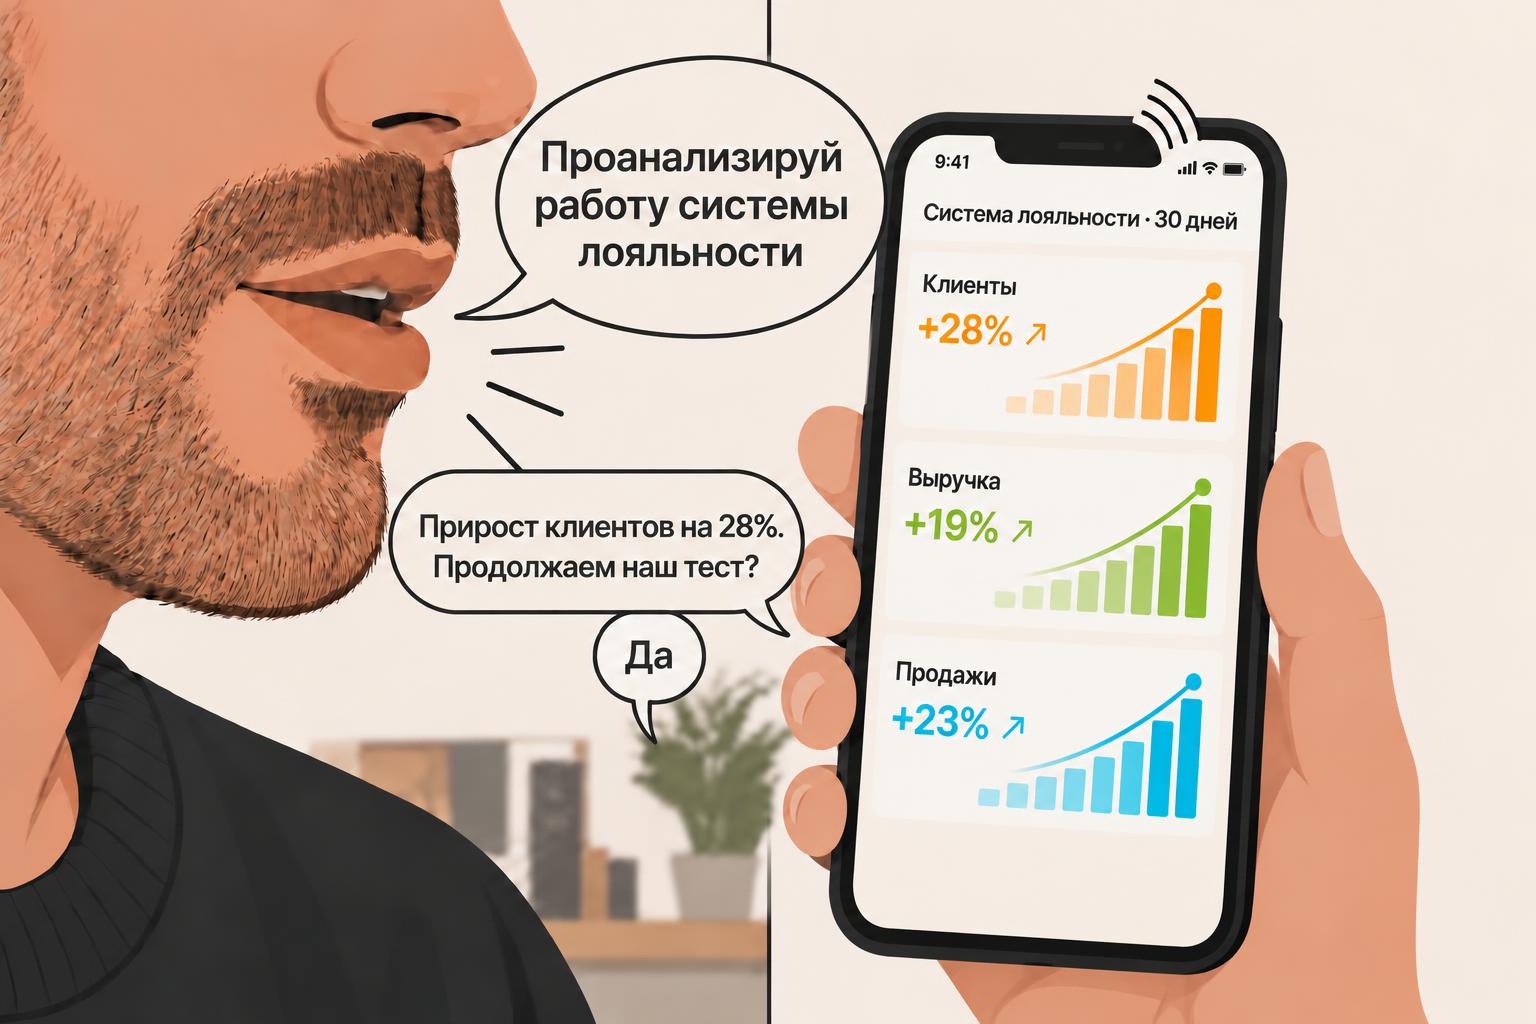 Проанализируй
работу системы
лояльности
Прирост клиентов на 28%.
Продолжаем наш тест?
Да
9:41
Система лояльности · 30 дней
Клиенты
+28% ↗
Выручка
+19% ↗
Продажи
+23% ↗